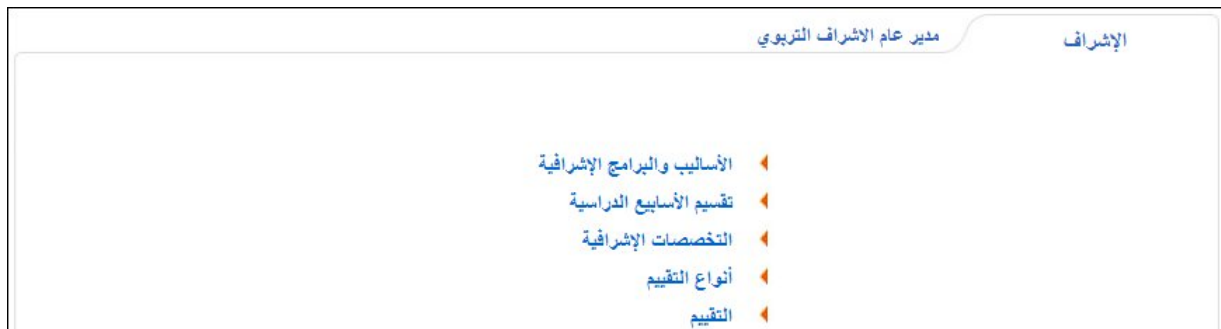 الإشراف
مدير عام الاشراف التربوي
الأساليب والبرامج الإشرافية
تقسيم الأسابيع الدراسية
التخصصات الإشرافية
أنواع التقييم
التقييم